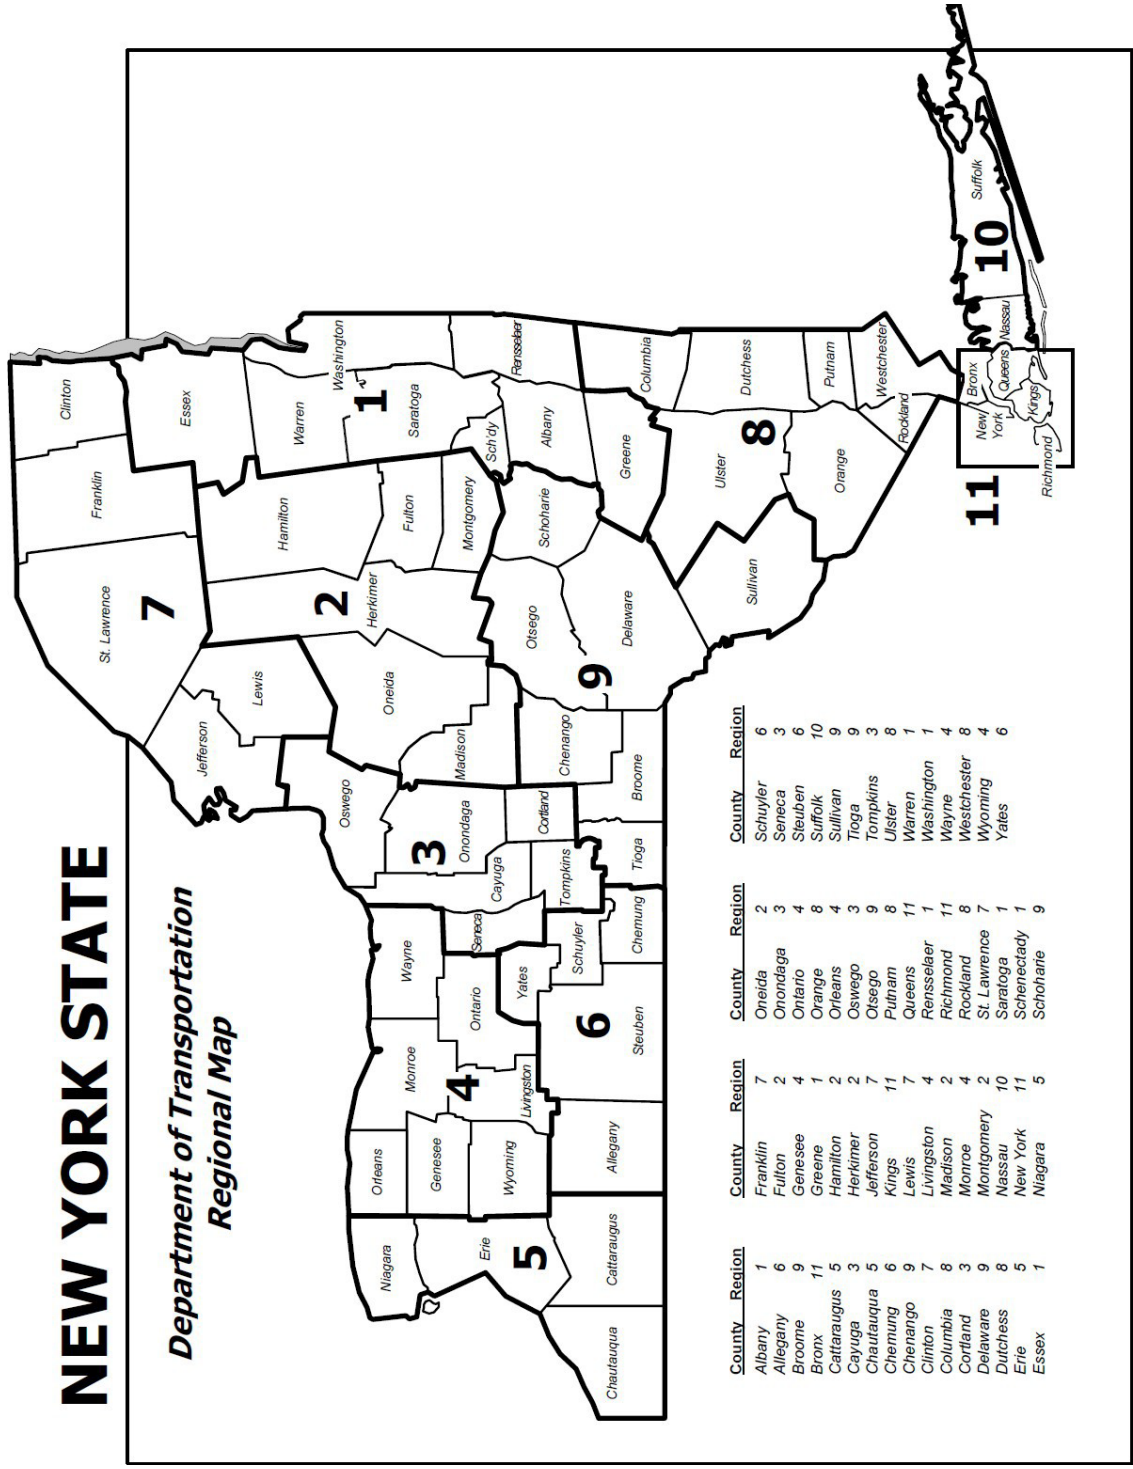 NEW YORK STATE
Department of Transportation
Regional Map
Clinton
Franklin
St. Lawrence
7
Essex
Jefferson
Lewis
Hamilton
Warren
Washington
1
2
Herkimer
Fulton
Saratoga
Oneida
Oswego
Montgomery
Sch'dy
Rensselaer
Madison
Onondaga
3
Cayuga
Albany
Schoharie
Otsego
Wayne
Monroe
Orleans
Niagara
Genesee
4
Ontario
Seneca
Livingston
Wyoming
Erie
5
Yates
Cortland
Chenango
9
Delaware
Greene
Columbia
Tompkins
Schuyler
6
Steuben
Chemung
Tioga
Broome
Allegany
Cattaraugus
Chautauqua
Ulster
8
Dutchess
Sullivan
Orange
Putnam
Westchester
Rockland
Bronx
New
York
Queens
Kings
Richmond
11
Nassau
10
Suffolk
County Region
Albany 1
Allegany 6
Broome 9
Bronx 11
Cattaraugus 5
Cayuga 3
Chautauqua 5
Chemung 6
Chenango 9
Clinton 7
Columbia 8
Cortland 3
Delaware 9
Dutchess 8
Erie 5
Essex 1
County Region
Franklin 7
Fulton 2
Genesee 4
Greene 1
Hamilton 2
Herkimer 2
Jefferson 7
Kings 11
Lewis 7
Livingston 4
Madison 2
Monroe 4
Montgomery 2
Nassau 10
New York 11
Niagara 5
County Region
Oneida 2
Onondaga 3
Ontario 4
Orange 8
Orleans 4
Oswego 3
Otsego 9
Putnam 8
Queens 11
Rensselaer 1
Richmond 11
Rockland 8
St. Lawrence 7
Saratoga 1
Schenectady 1
Schoharie 9
County Region
Schuyler 6
Seneca 3
Steuben 6
Suffolk 10
Sullivan 9
Tioga 9
Tompkins 3
Ulster 8
Warren 1
Washington 1
Wayne 4
Westchester 8
Wyoming 4
Yates 6